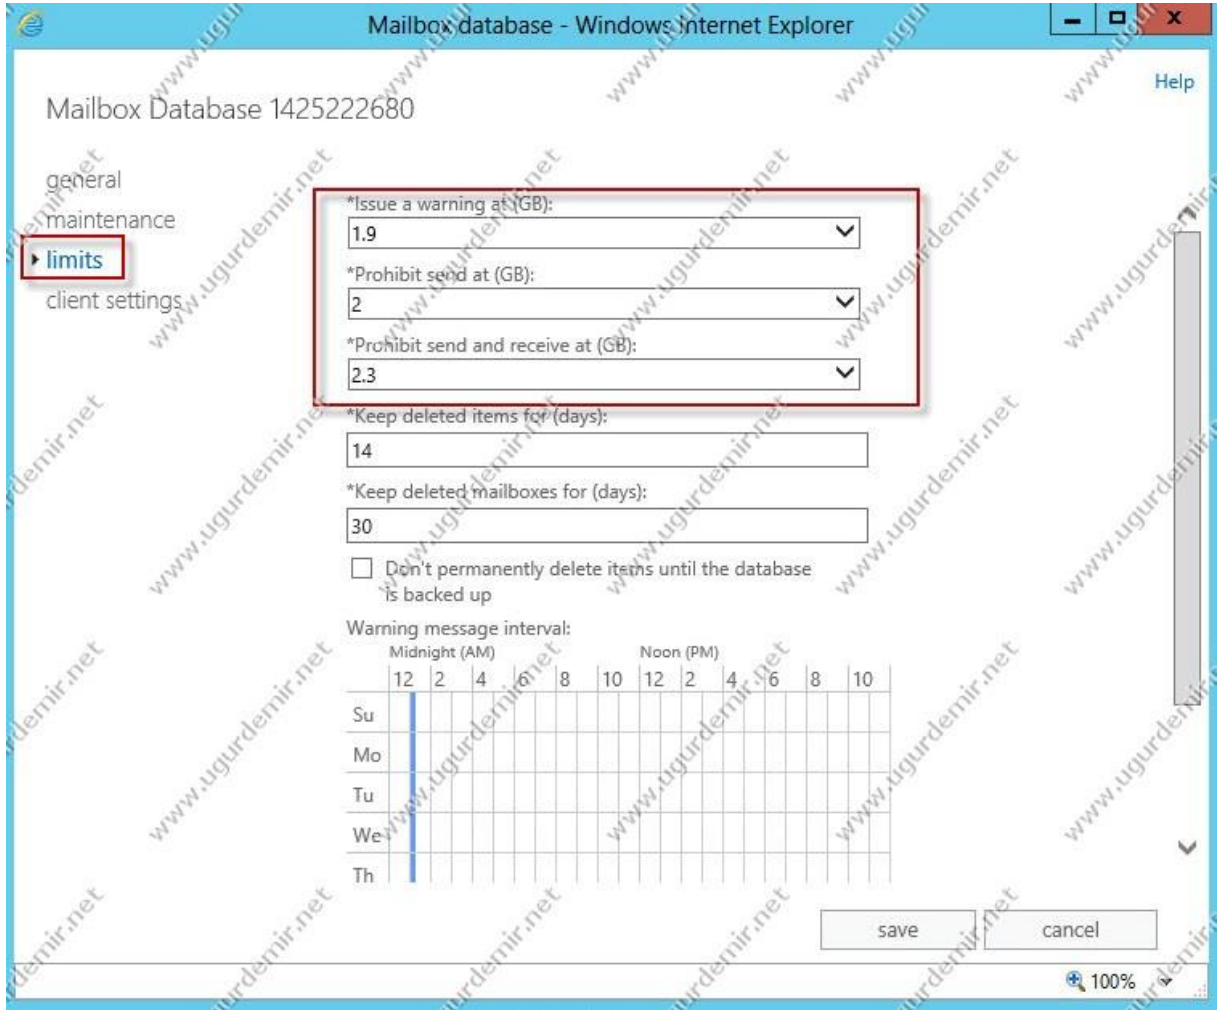 Mailbox database - Windows Internet Explorer
Help
Mailbox Database 1425222680
general
maintenance
limits
client settings
*Issue a warning at (GB):
1.9
*Prohibit send at (GB):
2
*Prohibit send and receive at (GB):
2.3
*Keep deleted items for (days):
14
*Keep deleted mailboxes for (days):
30
Don't permanently delete items until the database
is backed up
Warning message interval:
Midnight (AM) Noon (PM)
12 2 4 6 8 10 12 2 4 6 8 10
Su
Mo
Tu
We
Th
save cancel
100%
www.ugurdemir.net